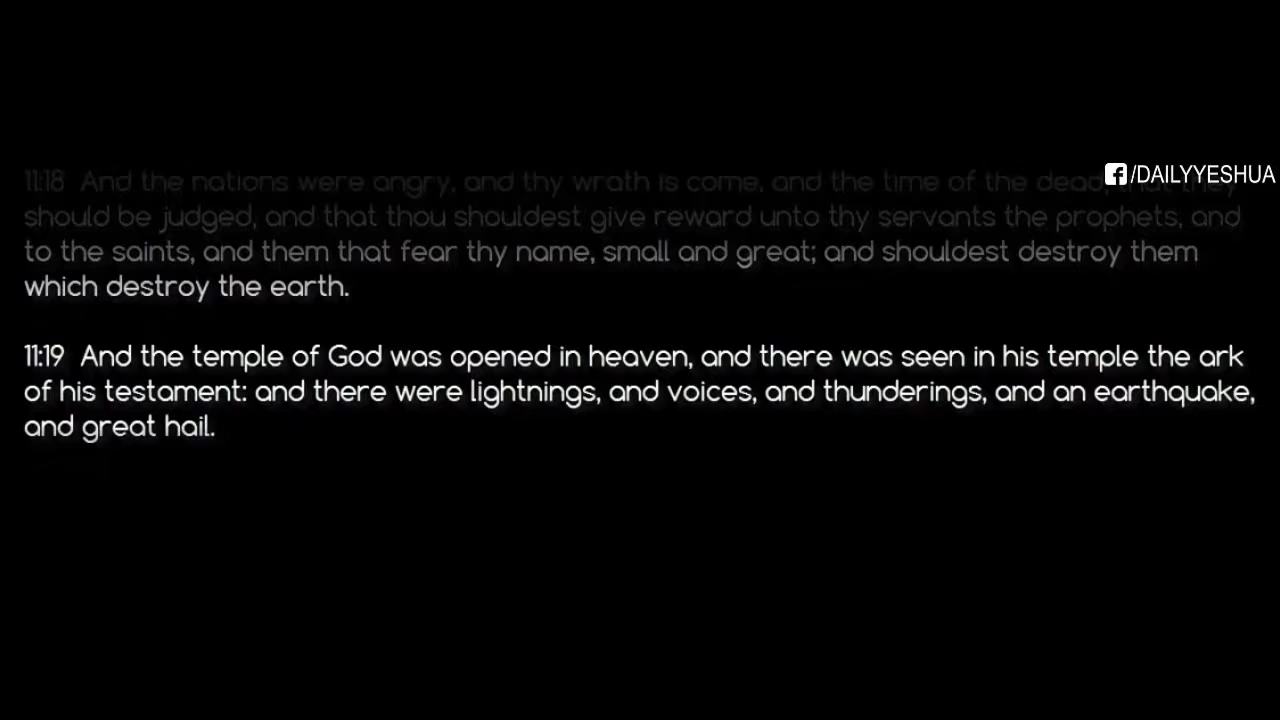 11:18 And the nations were angry, and thy wrath is come, and the time of the dead, that they
/DAILYYESHUA
should be judged, and that thou shouldest give reward unto thy servants the prophets, and
to the saints, and them that fear thy name, small and great; and shouldest destroy them
which destroy the earth.
11:19 And the temple of God was opened in heaven, and there was seen in his temple the ark
of his testament: and there were lightnings, and voices, and thunderings, and an earthquake,
and great hail.